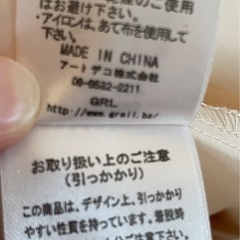 はお避け下さい。
・アイロンは、あて布を使用して
MADE IN CHINA
アートデコ株式会社
06-6532-2211
GRL
http://www.grail.bz/
お取り扱い上のご注意
(引っかかり)
この商品は、デザイン上、引っかかり
やすい性質を持っています。着脱時